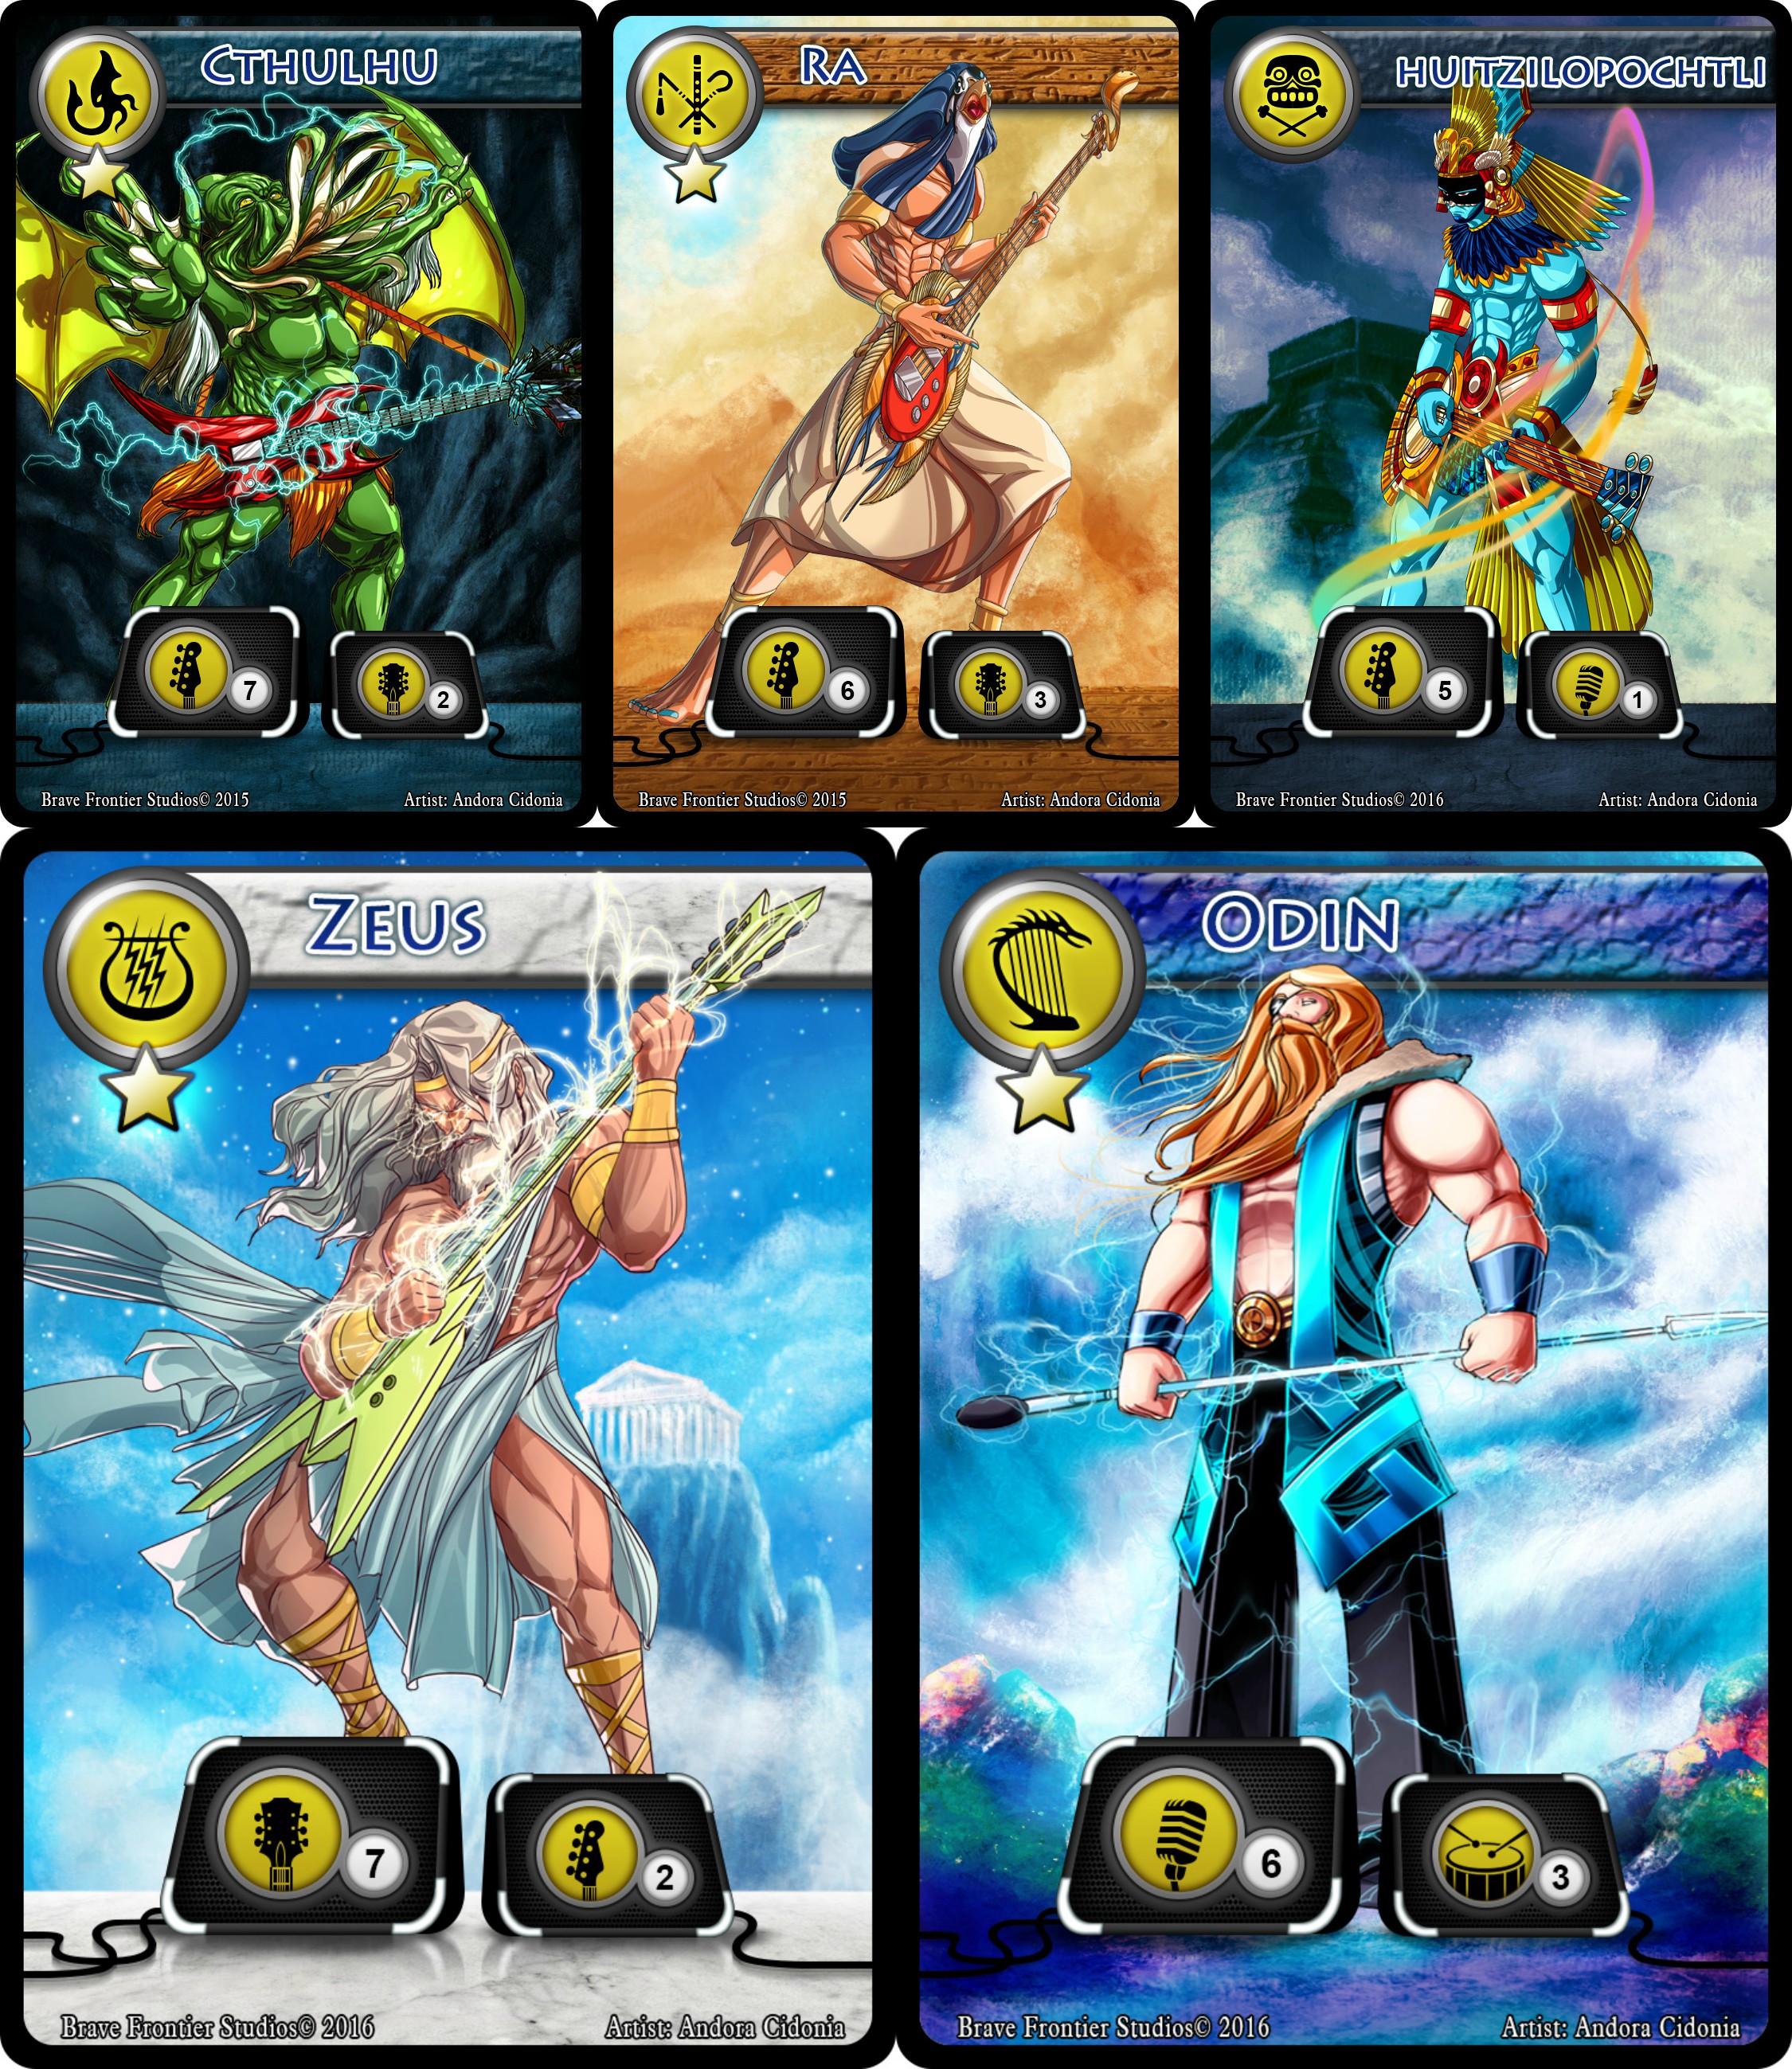 Cthulhu
7
2
Brave Frontier Studios© 2015
Artist: Andora Cidonia
Ra
6
3
Brave Frontier Studios© 2015
Artist: Andora Cidonia
Huitzilopochtli
5
1
Brave Frontier Studios© 2016
Artist: Andora Cidonia
Zeus
7
2
Brave Frontier Studios© 2016
Artist: Andora Cidonia
Odin
6
3
Brave Frontier Studios© 2016
Artist: Andora Cidonia